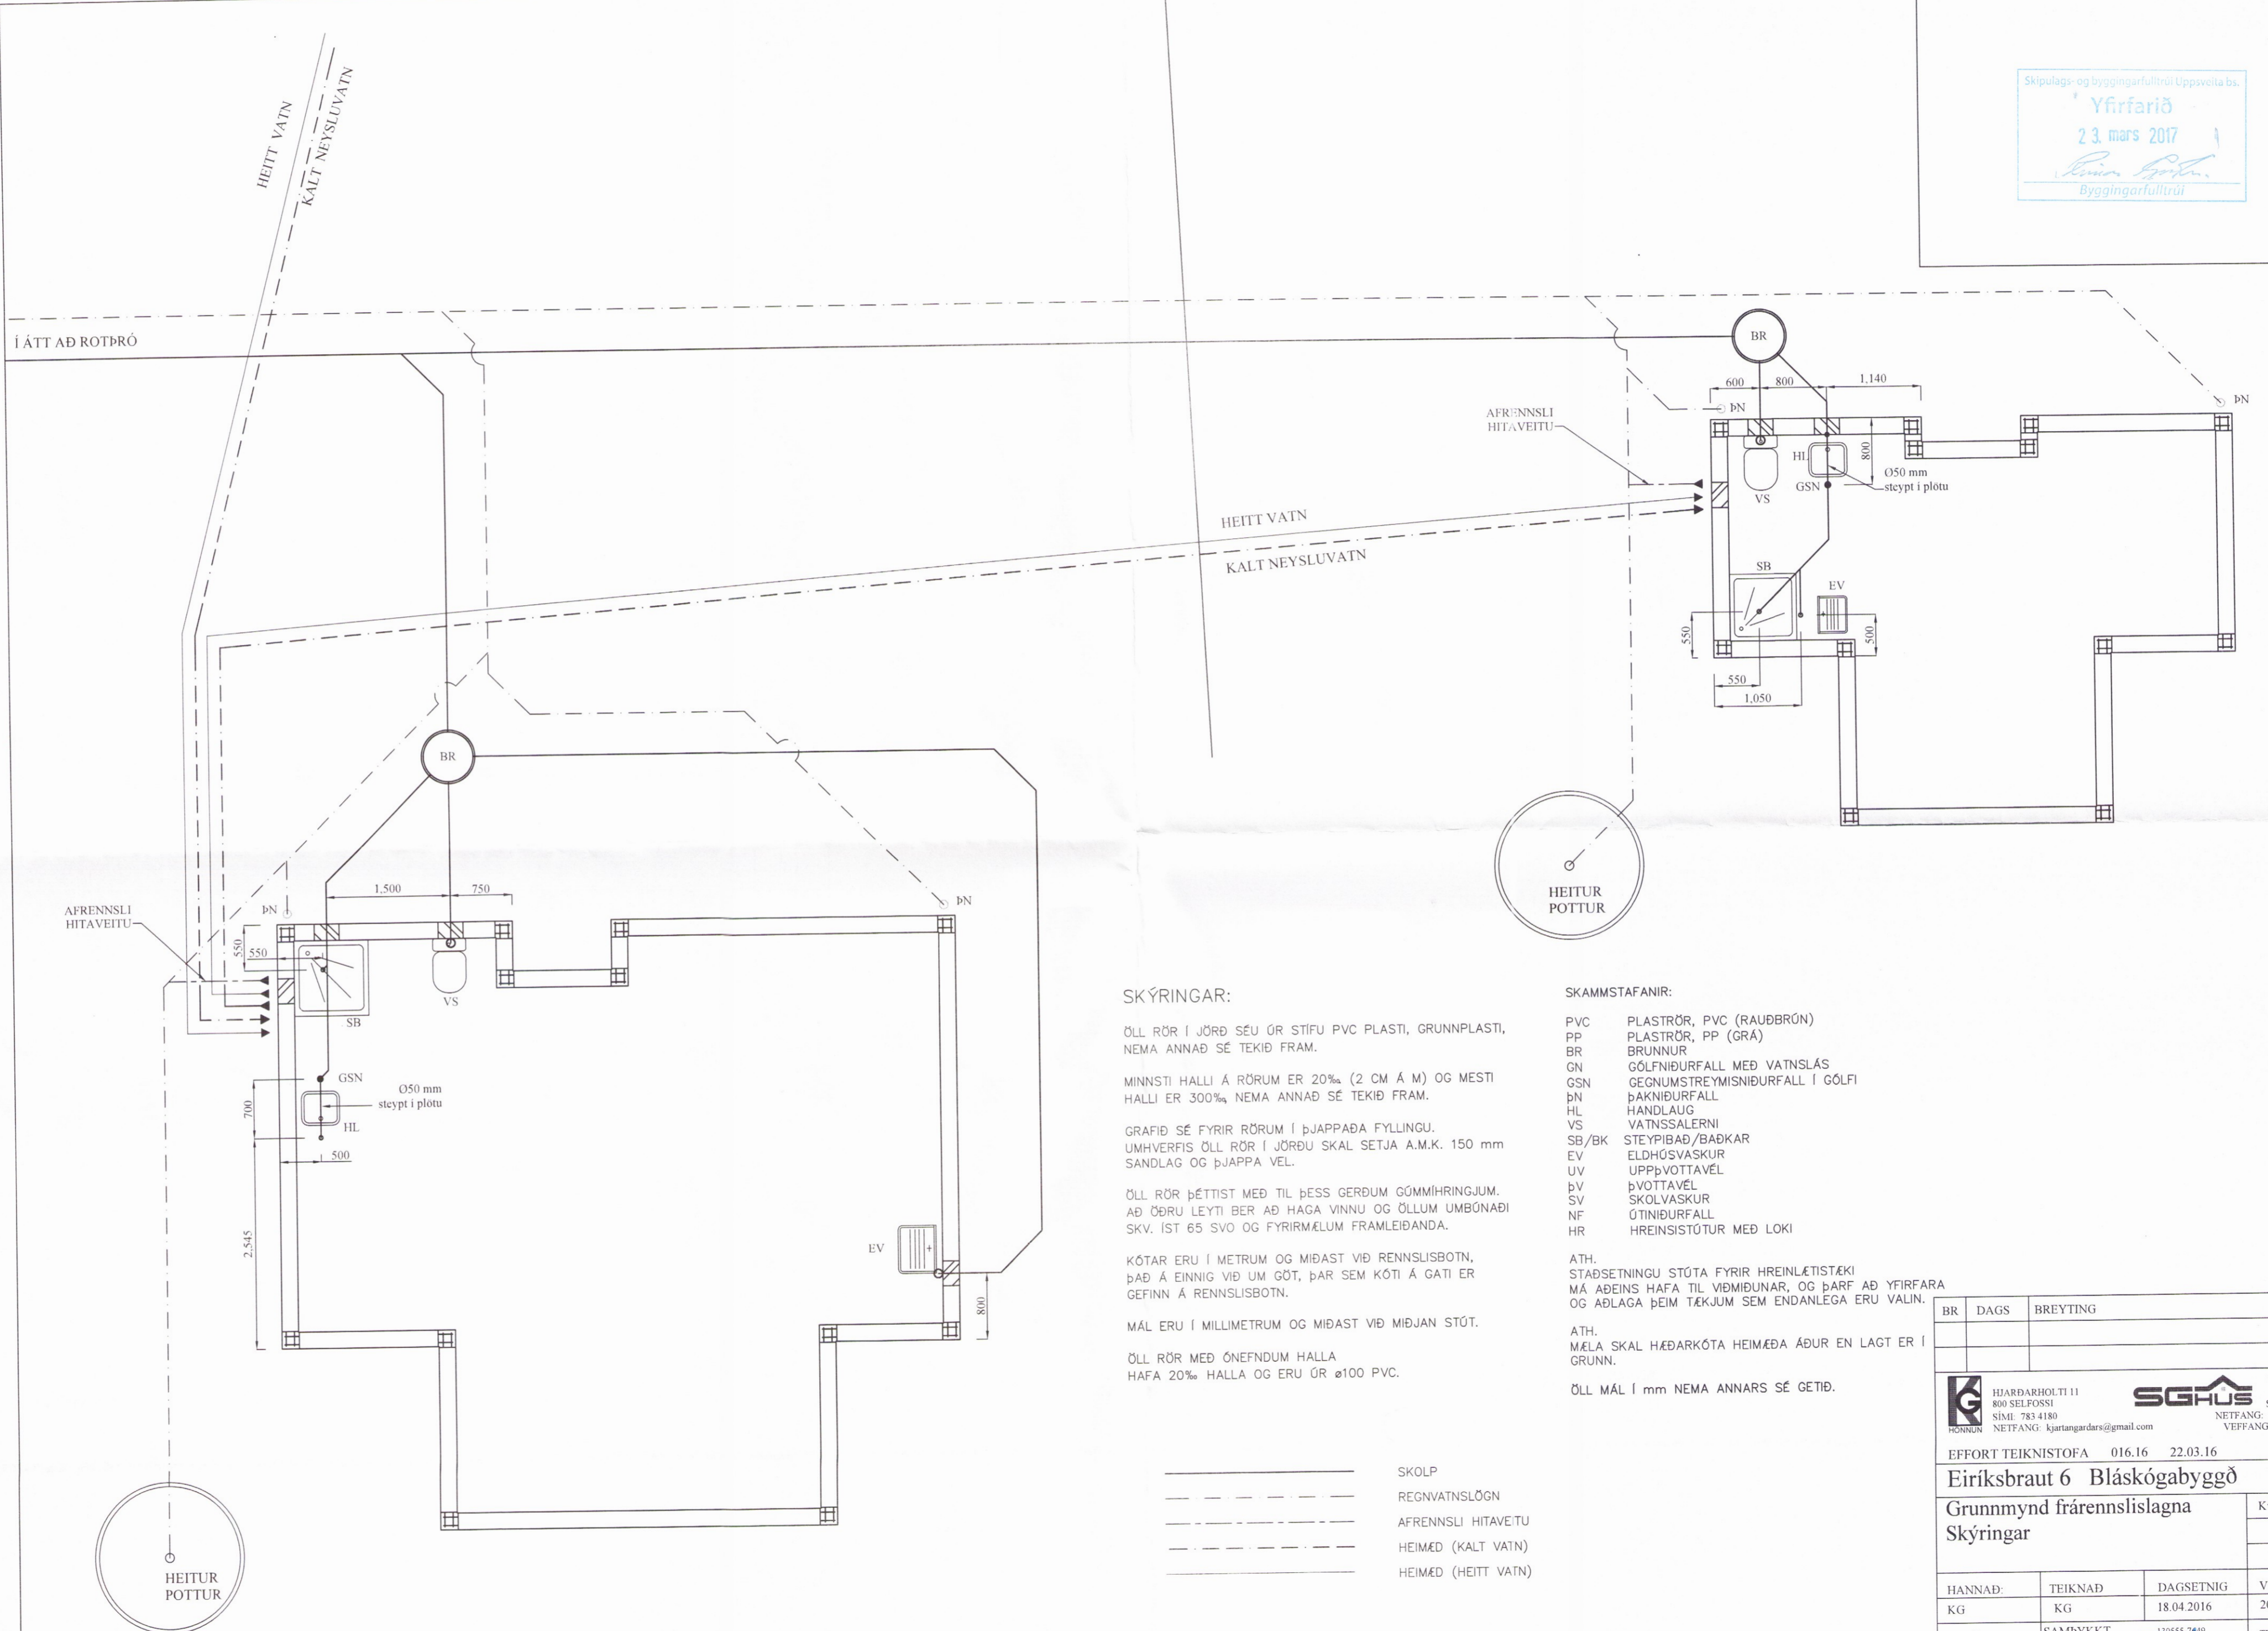 Skipulags- og byggingarfulltrúi Uppsveita bs.
Yfirfarið
23. mars 2017
Byggingarfulltrúi
HEITT VATN
KALT NEYSLUVATN
Í ÁTT AÐ ROTÞRÓ
BR
600
800
1,140
ÞN
ÞN
AFRENNSLI
HITAVEITU
HL
800
Ø50 mm
steypt í plötu
VS
GSN
HEITT VATN
KALT NEYSLUVATN
SB
EV
550
500
550
1,050
HEITUR
POTTUR
BR
1,500
750
ÞN
ÞN
AFRENNSLI
HITAVEITU
550
550
VS
SB
GSN
Ø50 mm
steypt í plötu
700
HL
500
2,545
EV
800
HEITUR
POTTUR
SKÝRINGAR:
ÖLL RÖR Í JÖRÐ SÉU ÚR STÍFU PVC PLASTI, GRUNNPLASTI,
NEMA ANNAÐ SÉ TEKIÐ FRAM.
MINNSTI HALLI Á RÖRUM ER 20‰ (2 CM Á M) OG MESTI
HALLI ER 300‰, NEMA ANNAÐ SÉ TEKIÐ FRAM.
GRAFIÐ SÉ FYRIR RÖRUM Í ÞJAPPAÐA FYLLINGU.
UMHVERFIS ÖLL RÖR Í JÖRÐU SKAL SETJA A.M.K. 150 mm
SANDLAG OG ÞJAPPA VEL.
ÖLL RÖR ÞÉTTIST MEÐ TIL ÞESS GERÐUM GÚMMÍHRINGJUM.
AÐ ÖÐRU LEYTI BER AÐ HAGA VINNU OG ÖLLUM UMBÚNAÐI
SKV. ÍST 65 SVO OG FYRIRMÆLUM FRAMLEIÐANDA.
KÓTAR ERU Í METRUM OG MIÐAST VIÐ RENNSLISBOTN,
ÞAÐ Á EINNIG VIÐ UM GÖT, ÞAR SEM KÓTI Á GATI ER
GEFINN Á RENNSLISBOTN.
MÁL ERU Í MILLIMETRUM OG MIÐAST VIÐ MIÐJAN STÚT.
ÖLL RÖR MEÐ ÓNEFNDUM HALLA
HAFA 20‰ HALLA OG ERU ÚR ø100 PVC.
SKAMMSTAFANIR:
PVC PLASTRÖR, PVC (RAUÐBRÚN)
PP PLASTRÖR, PP (GRÁ)
BR BRUNNUR
GN GÓLFNIÐURFALL MEÐ VATNSLÁS
GSN GEGNUMSTREYMISNIÐURFALL Í GÓLFI
ÞN ÞAKNIÐURFALL
HL HANDLAUG
VS VATNSSALERNI
SB/BK STEYPIBAÐ/BAÐKAR
EV ELDHÚSVASKUR
UV UPPÞVOTTAVÉL
ÞV ÞVOTTAVÉL
SV SKOLVASKUR
NF ÚTINIÐURFALL
HR HREINSISTÚTUR MEÐ LOKI
ATH.
STAÐSETNINGU STÚTA FYRIR HREINLÆTISTÆKI
MÁ AÐEINS HAFA TIL VIÐMIÐUNAR, OG ÞARF AÐ YFIRFARA
OG AÐLAGA ÞEIM TÆKJUM SEM ENDANLEGA ERU VALIN.
ATH.
MÆLA SKAL HÆÐARKÓTA HEIMÆÐA ÁÐUR EN LAGT ER Í
GRUNN.
ÖLL MÁL Í mm NEMA ANNARS SÉ GETIÐ.
SKOLP
REGNVATNSLÖGN
AFRENNSLI HITAVEITU
HEIMÆÐ (KALT VATN)
HEIMÆÐ (HEITT VATN)
BR DAGS BREYTING
KG HÖNNUN
HJARÐARHOLTI 11
800 SELFOSSI
SÍMI: 783 4180
NETFANG: kjartangardars@gmail.com
SG HÚS
NETFANG:
VEFFANG
EFFORT TEIKNISTOFA 016.16 22.03.16
Eiríksbraut 6 Bláskógabyggð
Grunnmynd frárennslislagna
Skýringar
K
HANNAÐ: TEIKNAÐ DAGSETNIG V
KG KG 18.04.2016 20
SAMÞYKKT